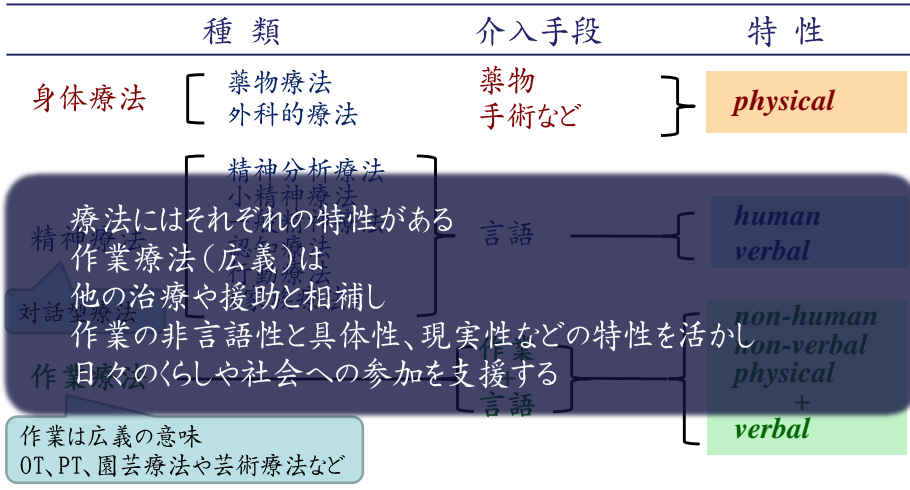 種類 介入手段 特性
身体療法
薬物療法
外科的療法
薬物
手術など
physical
精神分析療法
小精神療法
認知療法
行動療法
精神療法
対話型療法
言語
human
verbal
療法にはそれぞれの特性がある
作業療法(広義)は
他の治療や援助と相補し
作業の非言語性と具体性、現実性などの特性を活かし
日々のくらしや社会への参加を支援する
作業療法
作業
+
言語
non-human
non-verbal
physical
+
verbal
作業は広義の意味
OT、PT、園芸療法や芸術療法など